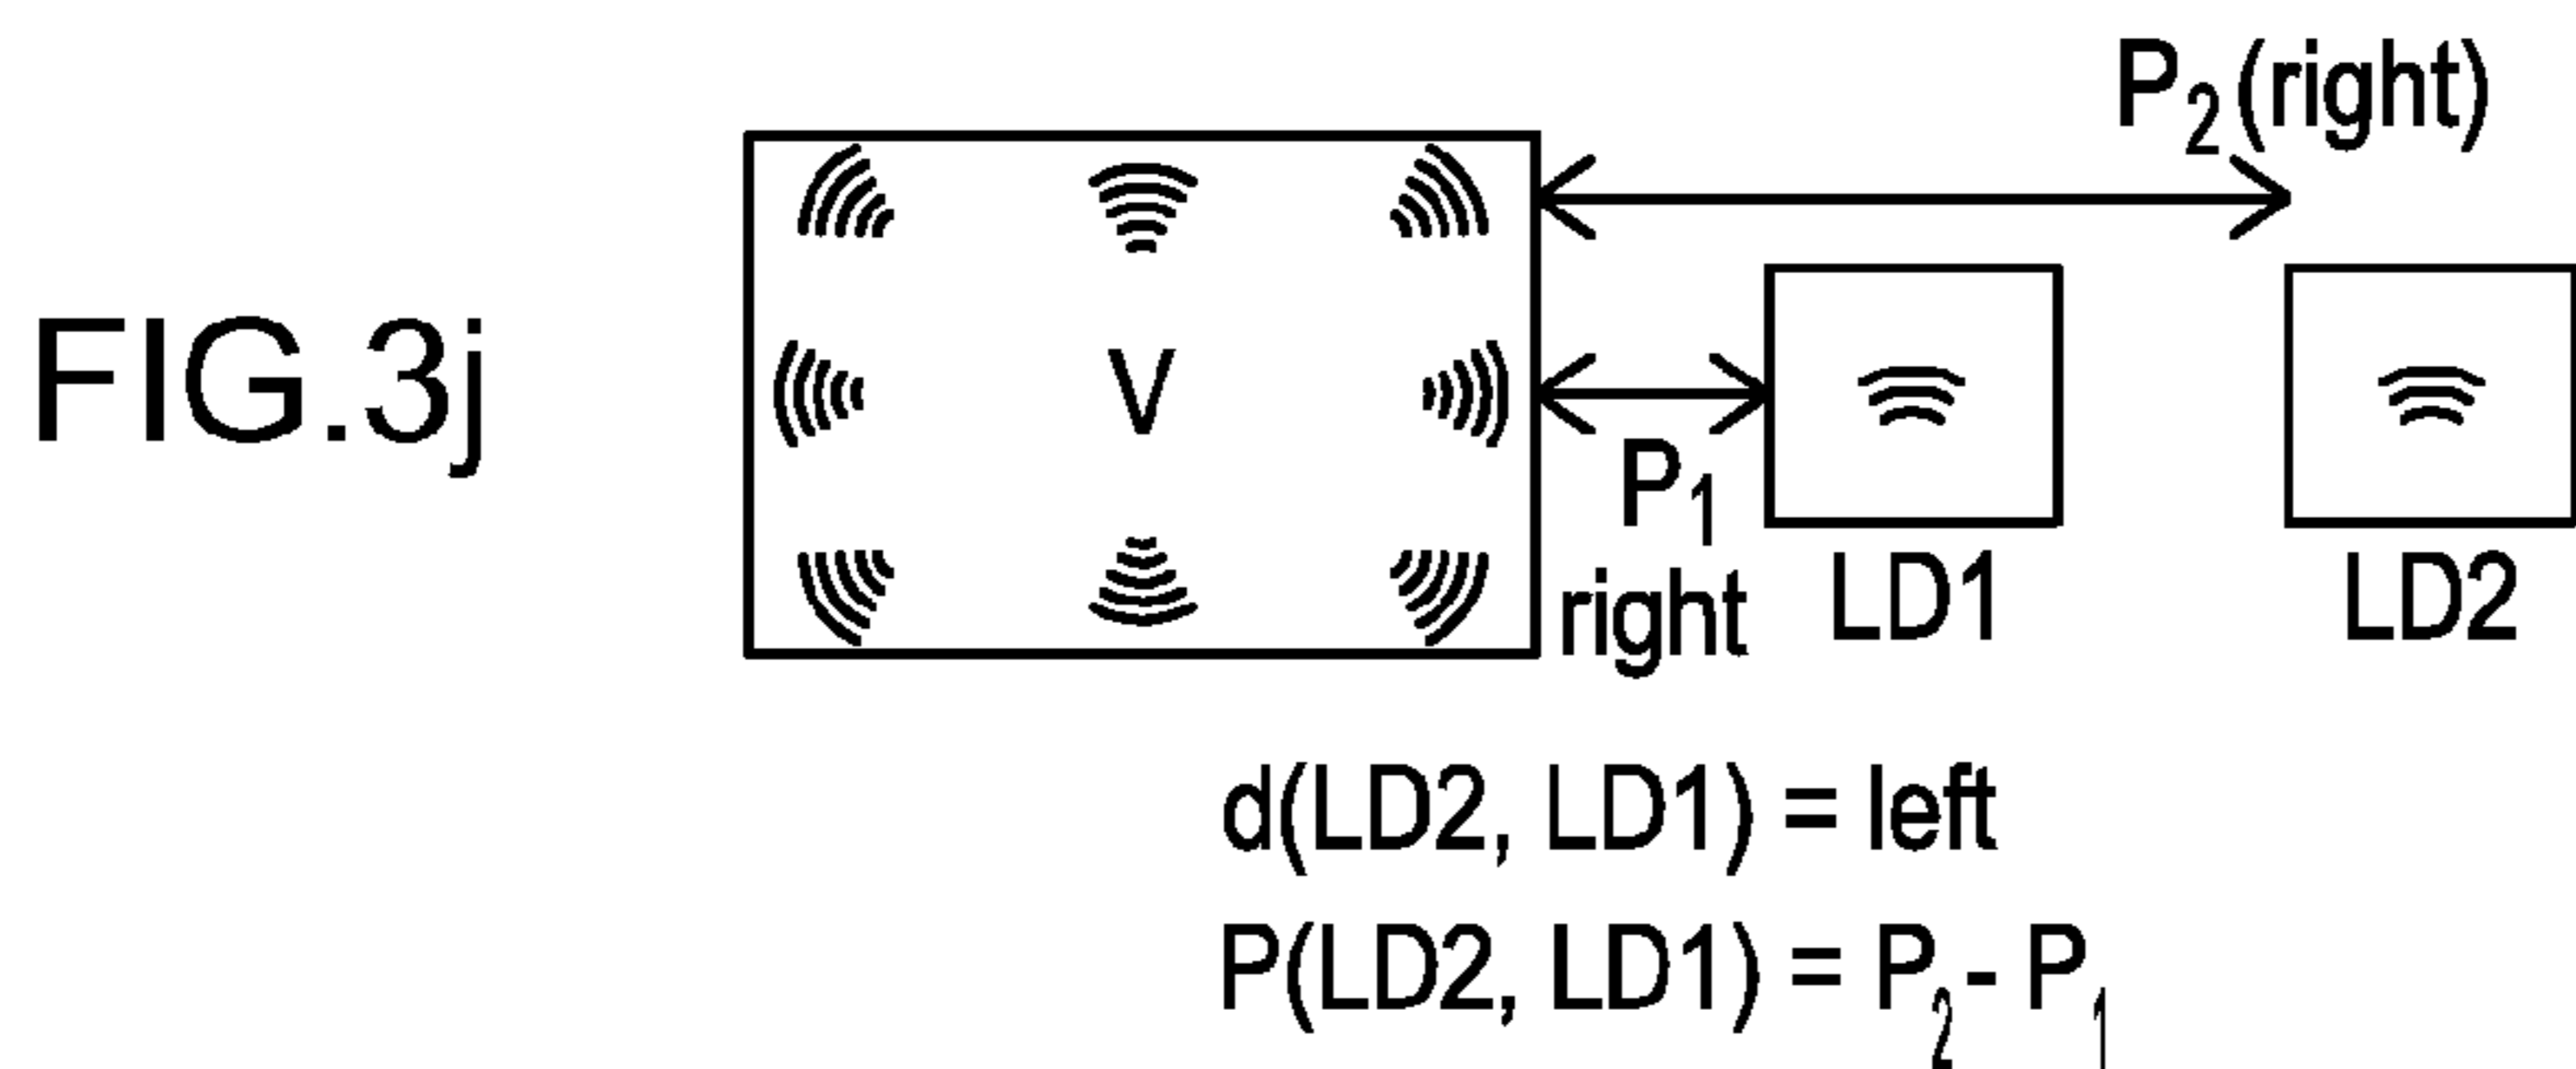 P2(right)
FIG.3j
V
P1
right
LD1
LD2
d(LD2, LD1) = left
P(LD2, LD1) = P2- P1